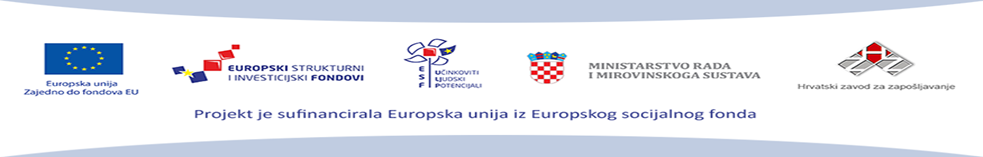 Europska unija
Zajedno do fondova EU
EUROPSKI STRUKTURNI
I INVESTICIJSKI FONDOVI
ESF
UČINKOVITI
LJUDSKI
POTENCIJALI
MINISTARSTVO RADA
I MIROVINSKOGA SUSTAVA
Hrvatski zavod za zapošljavanje
Projekt je sufinancirala Europska unija iz Europskog socijalnog fonda